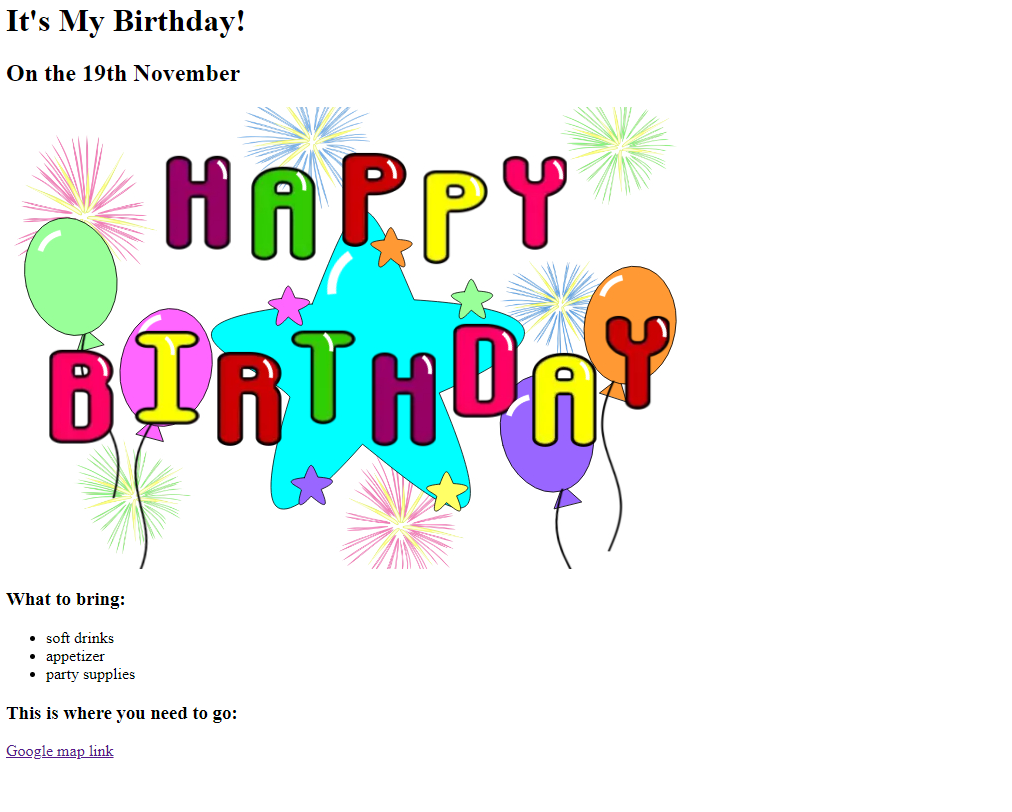 It's My Birthday!
On the 19th November
HAPPY
BIRTHDAY
What to bring:
soft drinks
appetizer
party supplies
This is where you need to go:
Google map link